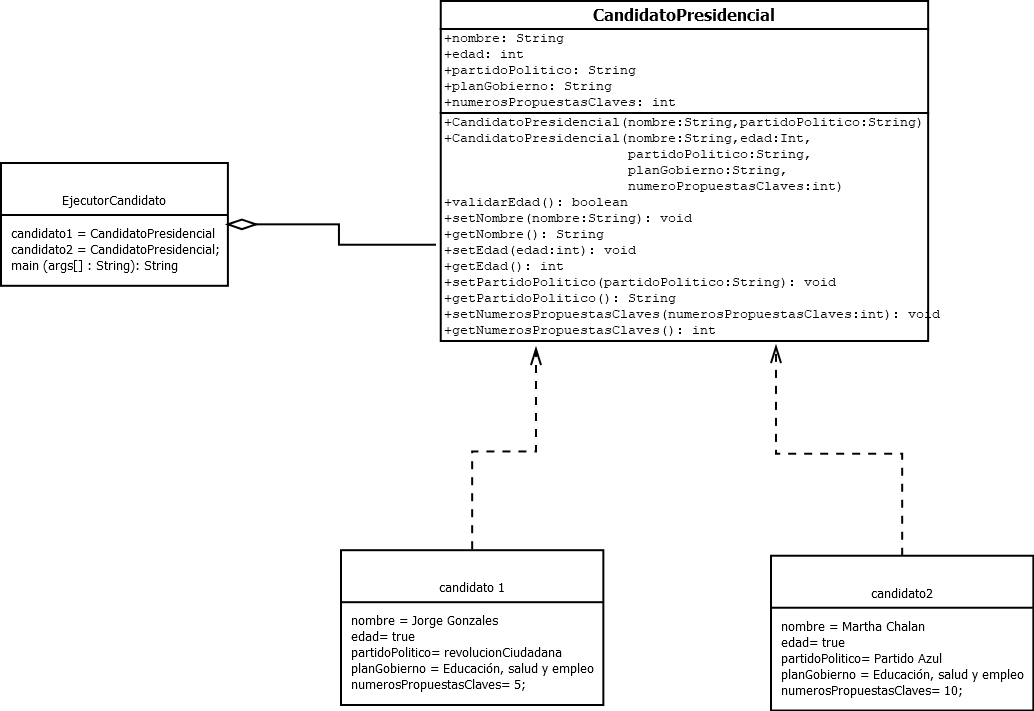 CandidatoPresidencial
+nombre: String
+edad: int
+partidoPolitico: String
+planGobierno: String
+numerosPropuestasClaves: int
+CandidatoPresidencial(nombre:String,partidoPolitico:String)
+CandidatoPresidencial(nombre:String,edad:Int,
partidoPolitico:String,
planGobierno:String,
numeroPropuestasClaves:int)
+validarEdad(): boolean
+setNombre(nombre:String): void
+getNombre(): String
+setEdad(edad:int): void
+getEdad(): int
+setPartidoPolitico(partidoPolitico:String): void
+getPartidoPolitico(): String
+setNumerosPropuestasClaves(numerosPropuestasClaves:int): void
+getNumerosPropuestasClaves(): int
EjecutorCandidato
candidato1 = CandidatoPresidencial
candidato2 = CandidatoPresidencial;
main (args[] : String): String
candidato 1
nombre = Jorge Gonzales
edad= true
partidoPolitico= revolucionCiudadana
planGobierno = Educación, salud y empleo
numerosPropuestasClaves= 5;
candidato2
nombre = Martha Chalan
edad= true
partidoPolitico= Partido Azul
planGobierno = Educación, salud y empleo
numerosPropuestasClaves= 10;